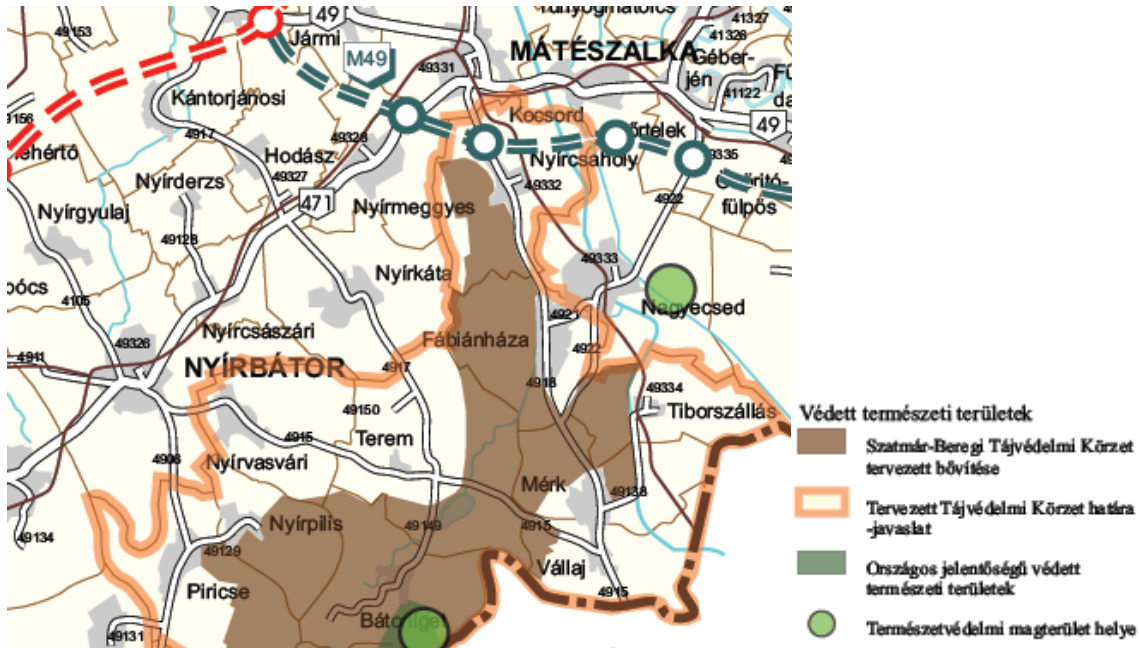 49153
49
Jármi
M49
49331
MÁTÉSZALKA
Géber-
jén
41327
41326
41122
49
Kántorjánosi
4917
49328
Kocsord
49335
Hodász
49327
Nyírcsaholy
49332
fülpös
4922
Nyírderzs
471
Nyírmeggyes
Nyírgyulaj
49128
Nyírkáta
49333
Nagyecsed
4105
Nyírcsászári
4921
49326
Fábiánháza
4911
NYÍRBÁTOR
4917
4922
4918
49334
49150
Tiborszállás
4915
Terem
4906
Nyírvasvári
Mérk
49138
Nyírpilis
49149
4915
49134
49129
Vállaj
Piricse
4915
Bátorliget
49131
Védett természeti területek
Szatmár-Beregi Tájvédelmi Körzet
tervezett bővítése
Tervezett Tájvédelmi Körzet határa
-javaslat
Országos jelentőségű védett
természeti területek
Természetvédelmi magterület helye